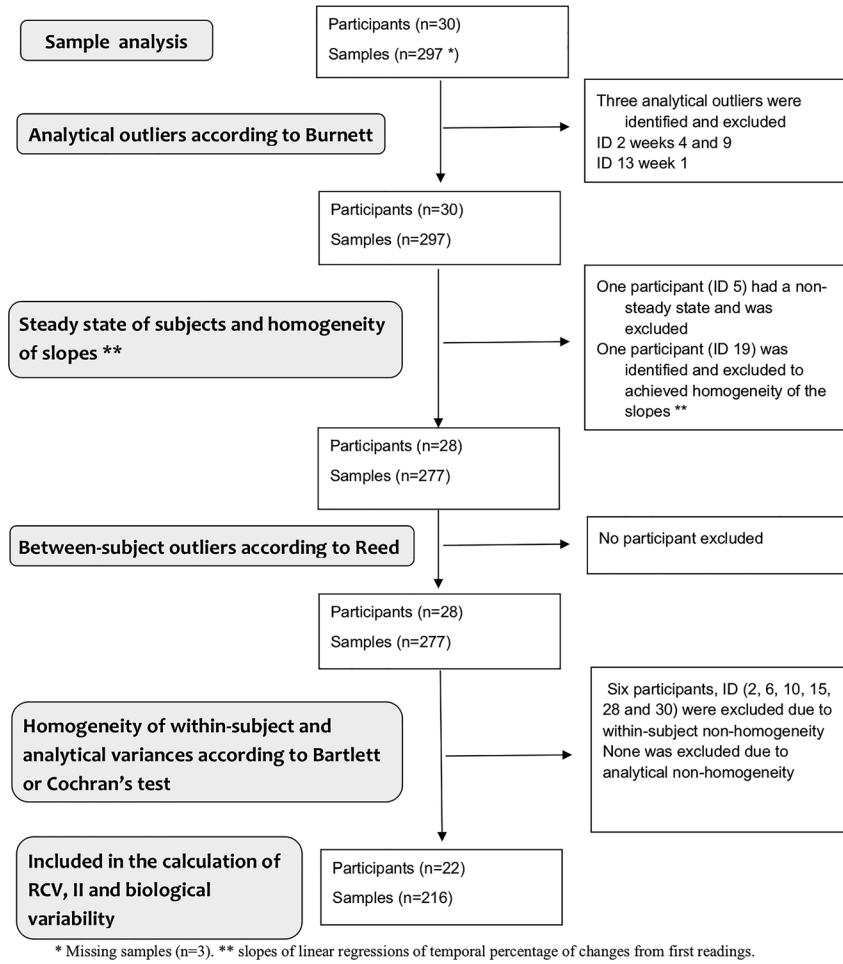 Sample analysis
Participants (n=30)
Samples (n=297 *)
Analytical outliers according to Burnett
Three analytical outliers were
identified and excluded
ID 2 weeks 4 and 9
ID 13 week 1
Participants (n=30)
Samples (n=297)
Steady state of subjects and homogeneity
of slopes **
One participant (ID 5) had a non-
steady state and was
excluded
One participant (ID 19) was
identified and excluded to
achieved homogeneity of the
slopes **
Participants (n=28)
Samples (n=277)
Between-subject outliers according to Reed
No participant excluded
Participants (n=28)
Samples (n=277)
Homogeneity of within-subject and
analytical variances according to Bartlett
or Cochran’s test
Six participants, ID (2, 6, 10, 15,
28 and 30) were excluded due to
within-subject non-homogeneity
None was excluded due to
analytical non-homogeneity
Included in the calculation of
RCV, II and biological
variability
Participants (n=22)
Samples (n=216)
* Missing samples (n=3). ** slopes of linear regressions of temporal percentage of changes from first readings.